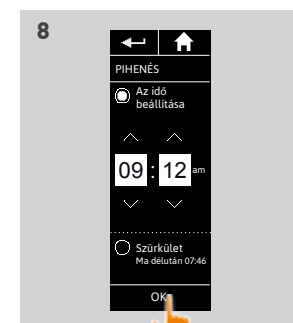 8
PIHENÉS
Az idő
beállítása
09 : 12 am
Szürkület
Ma délután 07:46
OK